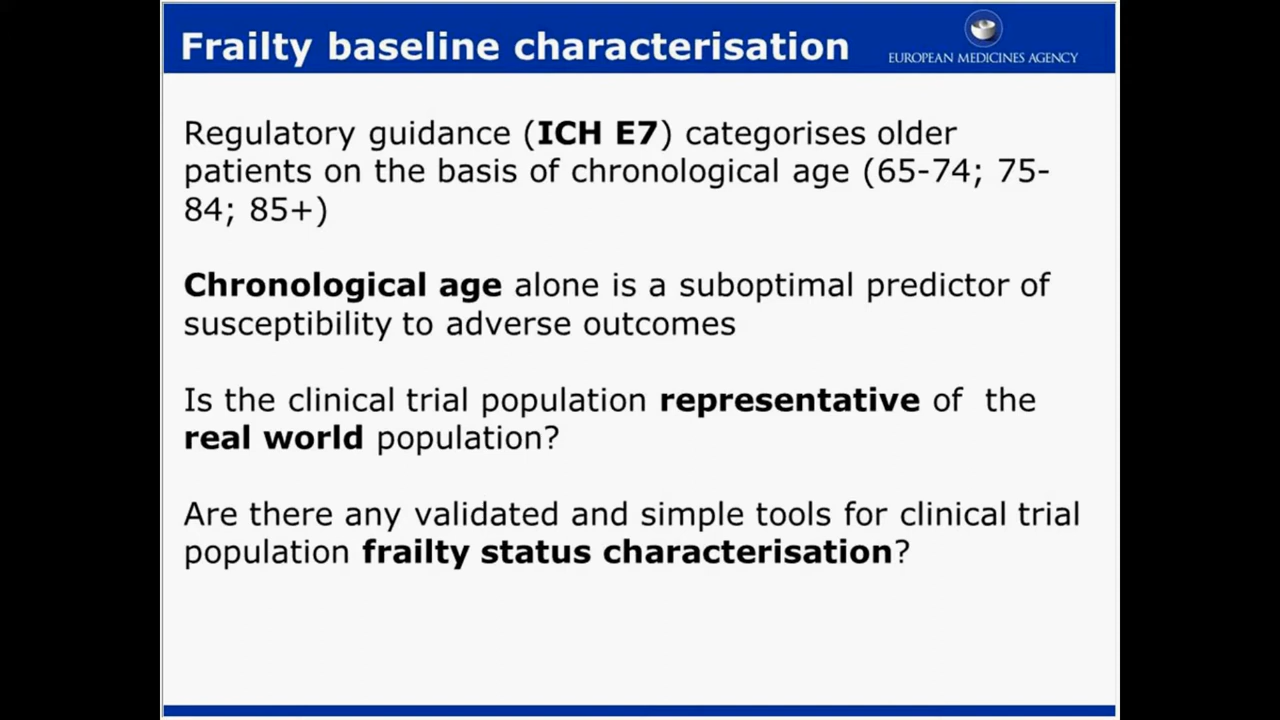 Frailty baseline characterisation
EUROPEAN MEDICINES AGENCY
Regulatory guidance (ICH E7) categorises older
patients on the basis of chronological age (65-74; 75-
84; 85+)
Chronological age alone is a suboptimal predictor of
susceptibility to adverse outcomes
Is the clinical trial population representative of  the
real world population?
Are there any validated and simple tools for clinical trial
population frailty status characterisation?